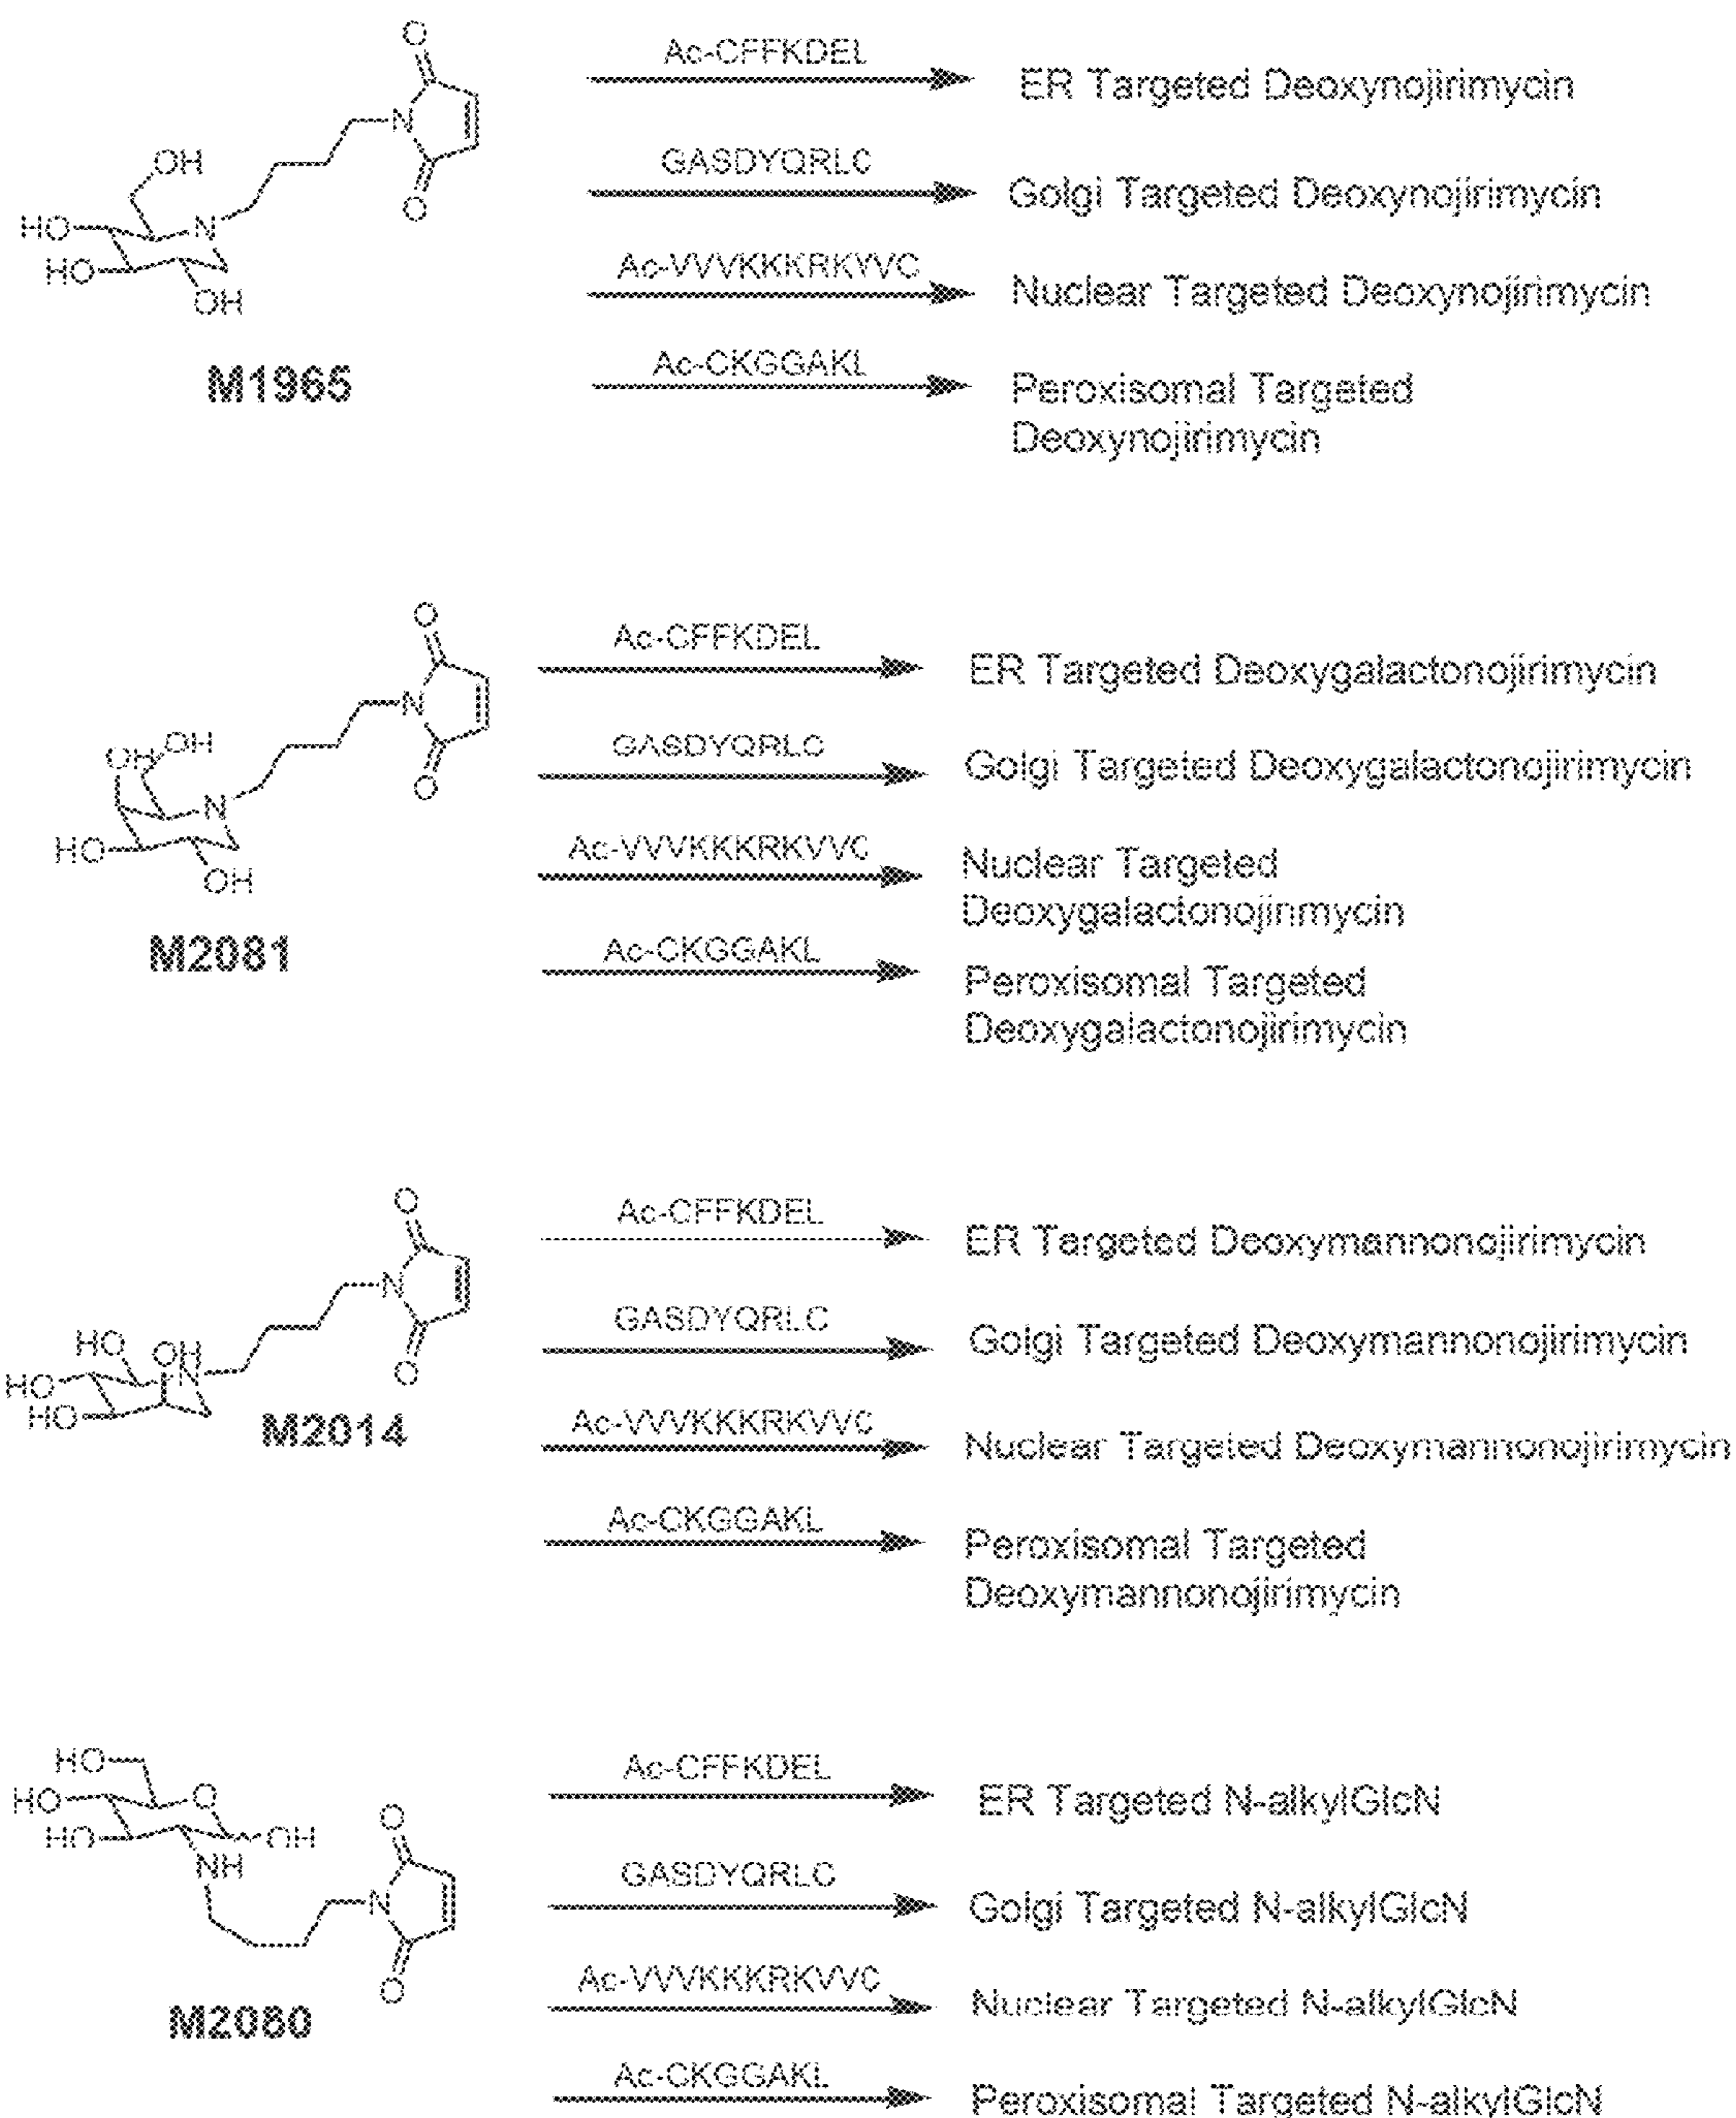 O
Ac-CFFKDEL
ER Targeted Deoxynojirimycin
N
OH
GASDYQRLC
O
Golgi Targeted Deoxynojirimycin
HO
N
HO
Ac-VVVKKKRKVVC
OH
Nuclear Targeted Deoxynojirimycin
M1965
Ac-CKGGAKL
Peroxisomal Targeted
Deoxynojirimycin
O
Ac-CFFKDEL
ER Targeted Deoxygalactonojirimycin
N
OH
OH
GASDYQRLC
O
Golgi Targeted Deoxygalactonojirimycin
N
HO
Ac-VVVKKKRKVVC
Nuclear Targeted
OH
Deoxygalactonojirimycin
M2081
Ac-CKGGAKL
Peroxisomal Targeted
Deoxygalactonojirimycin
O
Ac-CFFKDEL
ER Targeted Deoxymannonojirimycin
N
GASDYQRLC
HO
OH
N
O
Golgi Targeted Deoxymannonojirimycin
HO
HO
M2014
Ac-VVVKKKRKVVC
Nuclear Targeted Deoxymannonojirimycin
Ac-CKGGAKL
Peroxisomal Targeted
Deoxymannonojirimycin
HO
Ac-CFFKDEL
HO
O
O
ER Targeted N-alkylGlcN
HO
OH
NH
GASDYQRLC
N
Golgi Targeted N-alkylGlcN
O
Ac-VVVKKKRKVVC
M2080
Nuclear Targeted N-alkylGlcN
Ac-CKGGAKL
Peroxisomal Targeted N-alkylGlcN